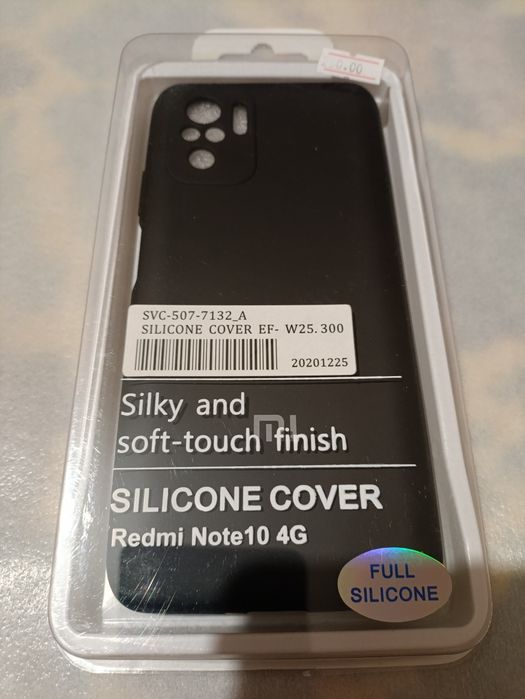 SVC-507-7132_A
SILICONE COVER EF- W25.300
20201225
Silky and
soft-touch finish
SILICONE COVER
Redmi Note10 4G
FULL
SILICONE